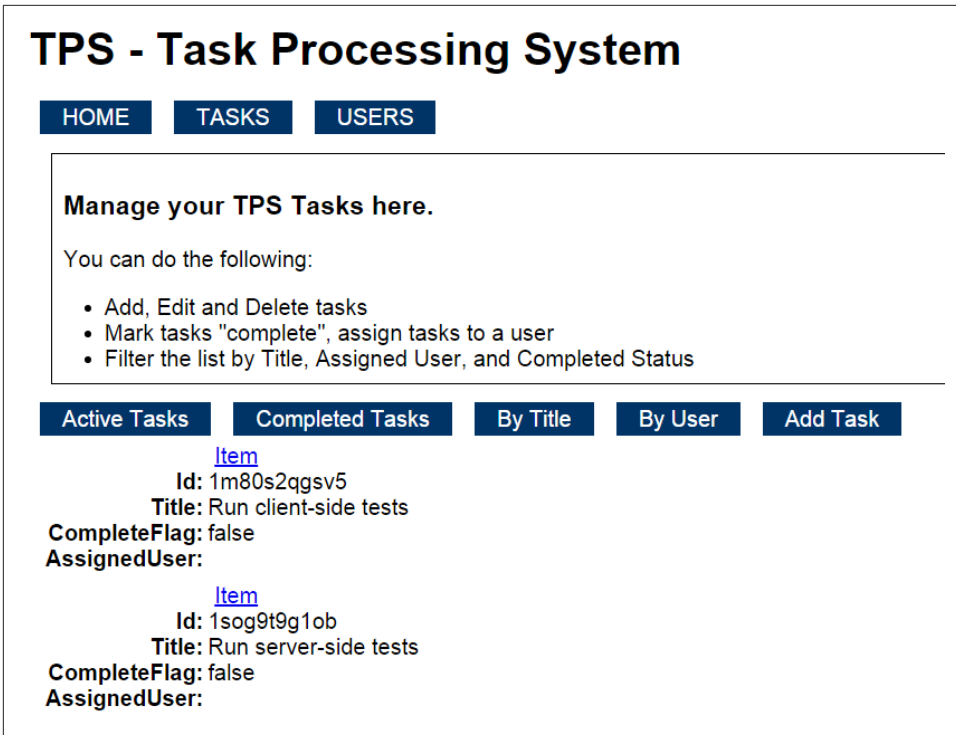 TPS - Task Processing System
HOME TASKS USERS
Manage your TPS Tasks here.
You can do the following:
• Add, Edit and Delete tasks
• Mark tasks "complete", assign tasks to a user
• Filter the list by Title, Assigned User, and Completed Status
Active Tasks Completed Tasks By Title By User Add Task
Item
Id: 1m80s2qgsv5
Title: Run client-side tests
CompleteFlag: false
AssignedUser:
Item
Id: 1sog9t9g1ob
Title: Run server-side tests
CompleteFlag: false
AssignedUser: